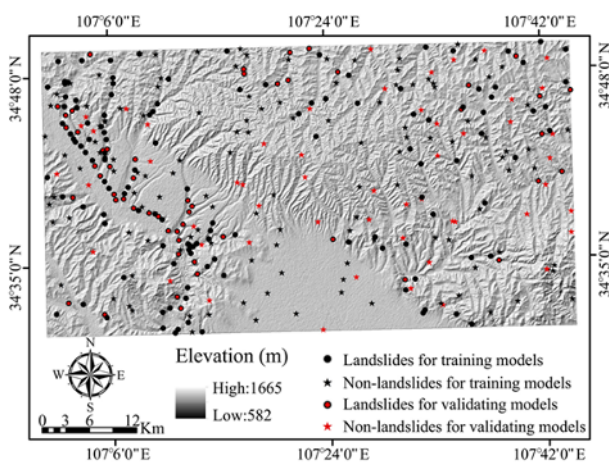 107°6′0″E 107°24′0″E 107°42′0″E
34°48′0″N 34°48′0″N
34°35′0″N 34°35′0″N
N
W E
S
0 3 6 12
Km
Elevation (m)
High:1665
Low:582
Landslides for training models
Non-landslides for training models
Landslides for validating models
Non-landslides for validating models
107°6′0″E 107°24′0″E 107°42′0″E